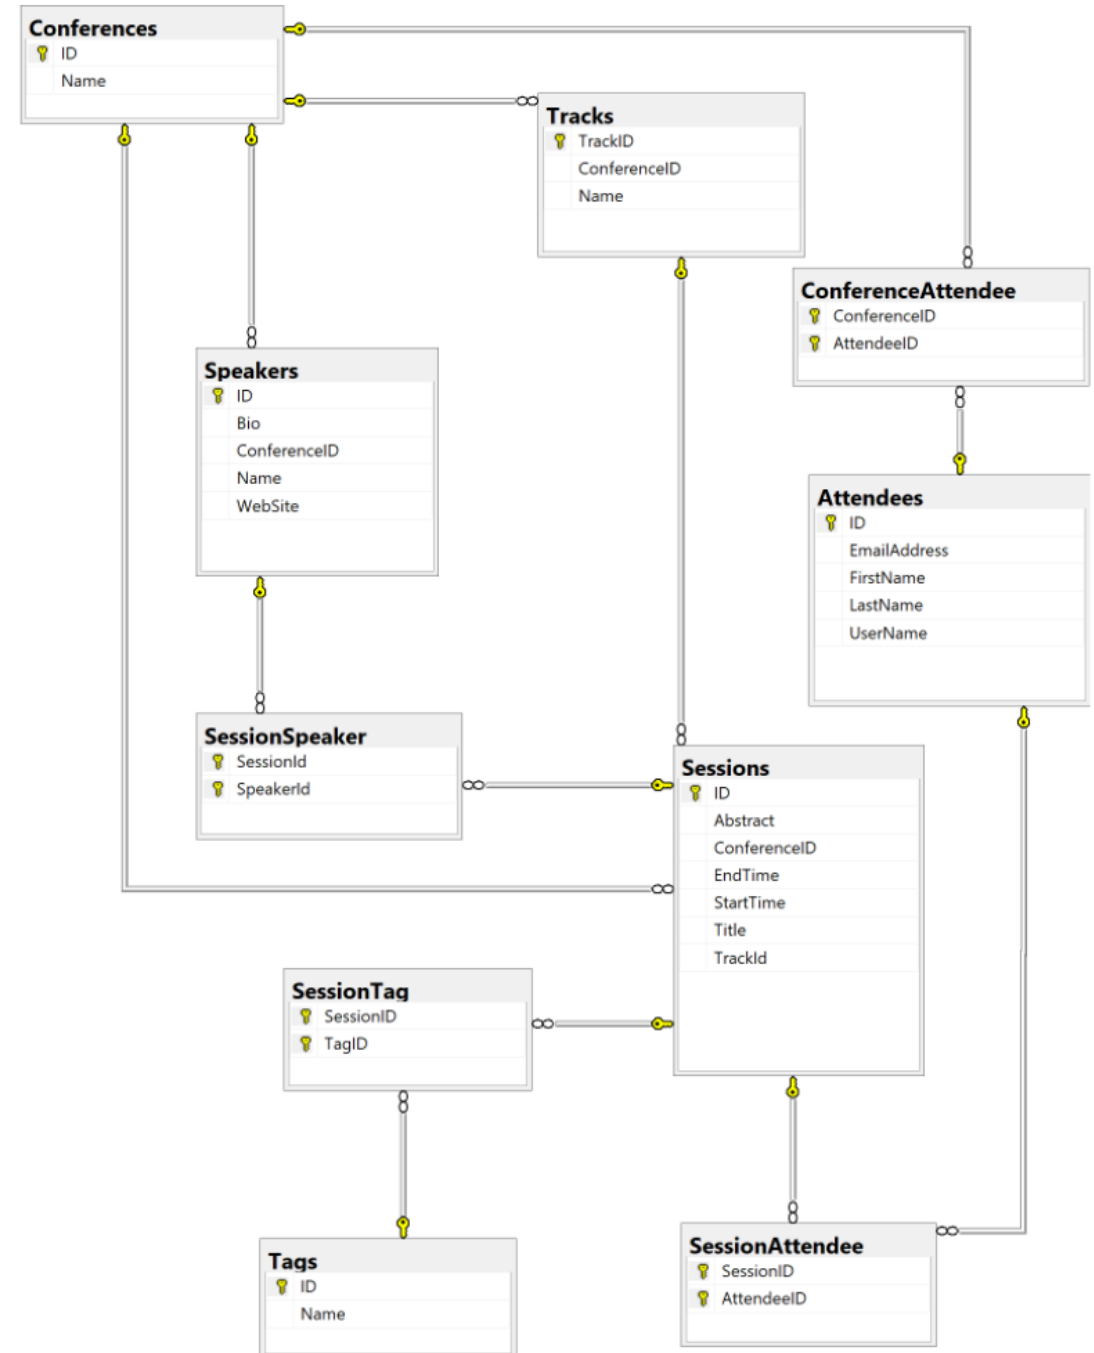 Conferences
ID
Name
Tracks
TrackID
ConferenceID
Name
ConferenceAttendee
ConferenceID
AttendeeID
Speakers
ID
Bio
ConferenceID
Name
WebSite
Attendees
ID
EmailAddress
FirstName
LastName
UserName
SessionSpeaker
SessionId
SpeakerId
Sessions
ID
Abstract
ConferenceID
EndTime
StartTime
Title
TrackId
SessionTag
SessionID
TagID
Tags
ID
Name
SessionAttendee
SessionID
AttendeeID